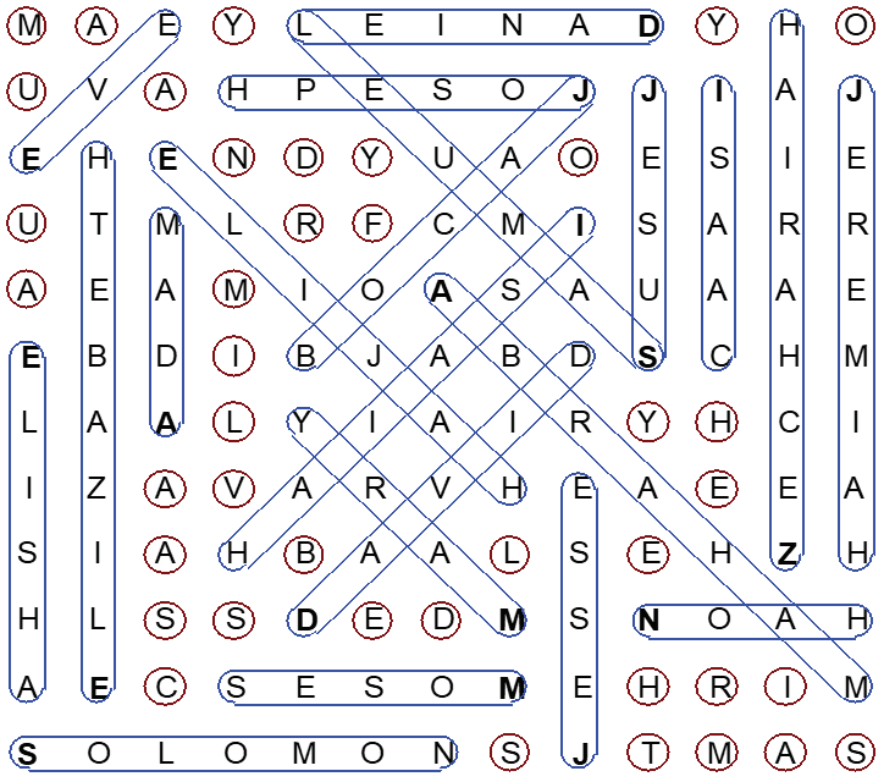 M A E Y L E I N A D Y H O
U V A H P E S O J J I A J
E H E N D Y U A O E S I E
U T M L R F C M I S A R R
A E A M I O A S A U A A E
E B D I B J A B D S C H M
L A A L Y I A I R Y H C I
I Z A V A R V H E A E E A
S I A H B A A L S E H Z H
H L S S D E D M S N O A H
A E C S E S O M E H R I M
S O L O M O N S J T M A S